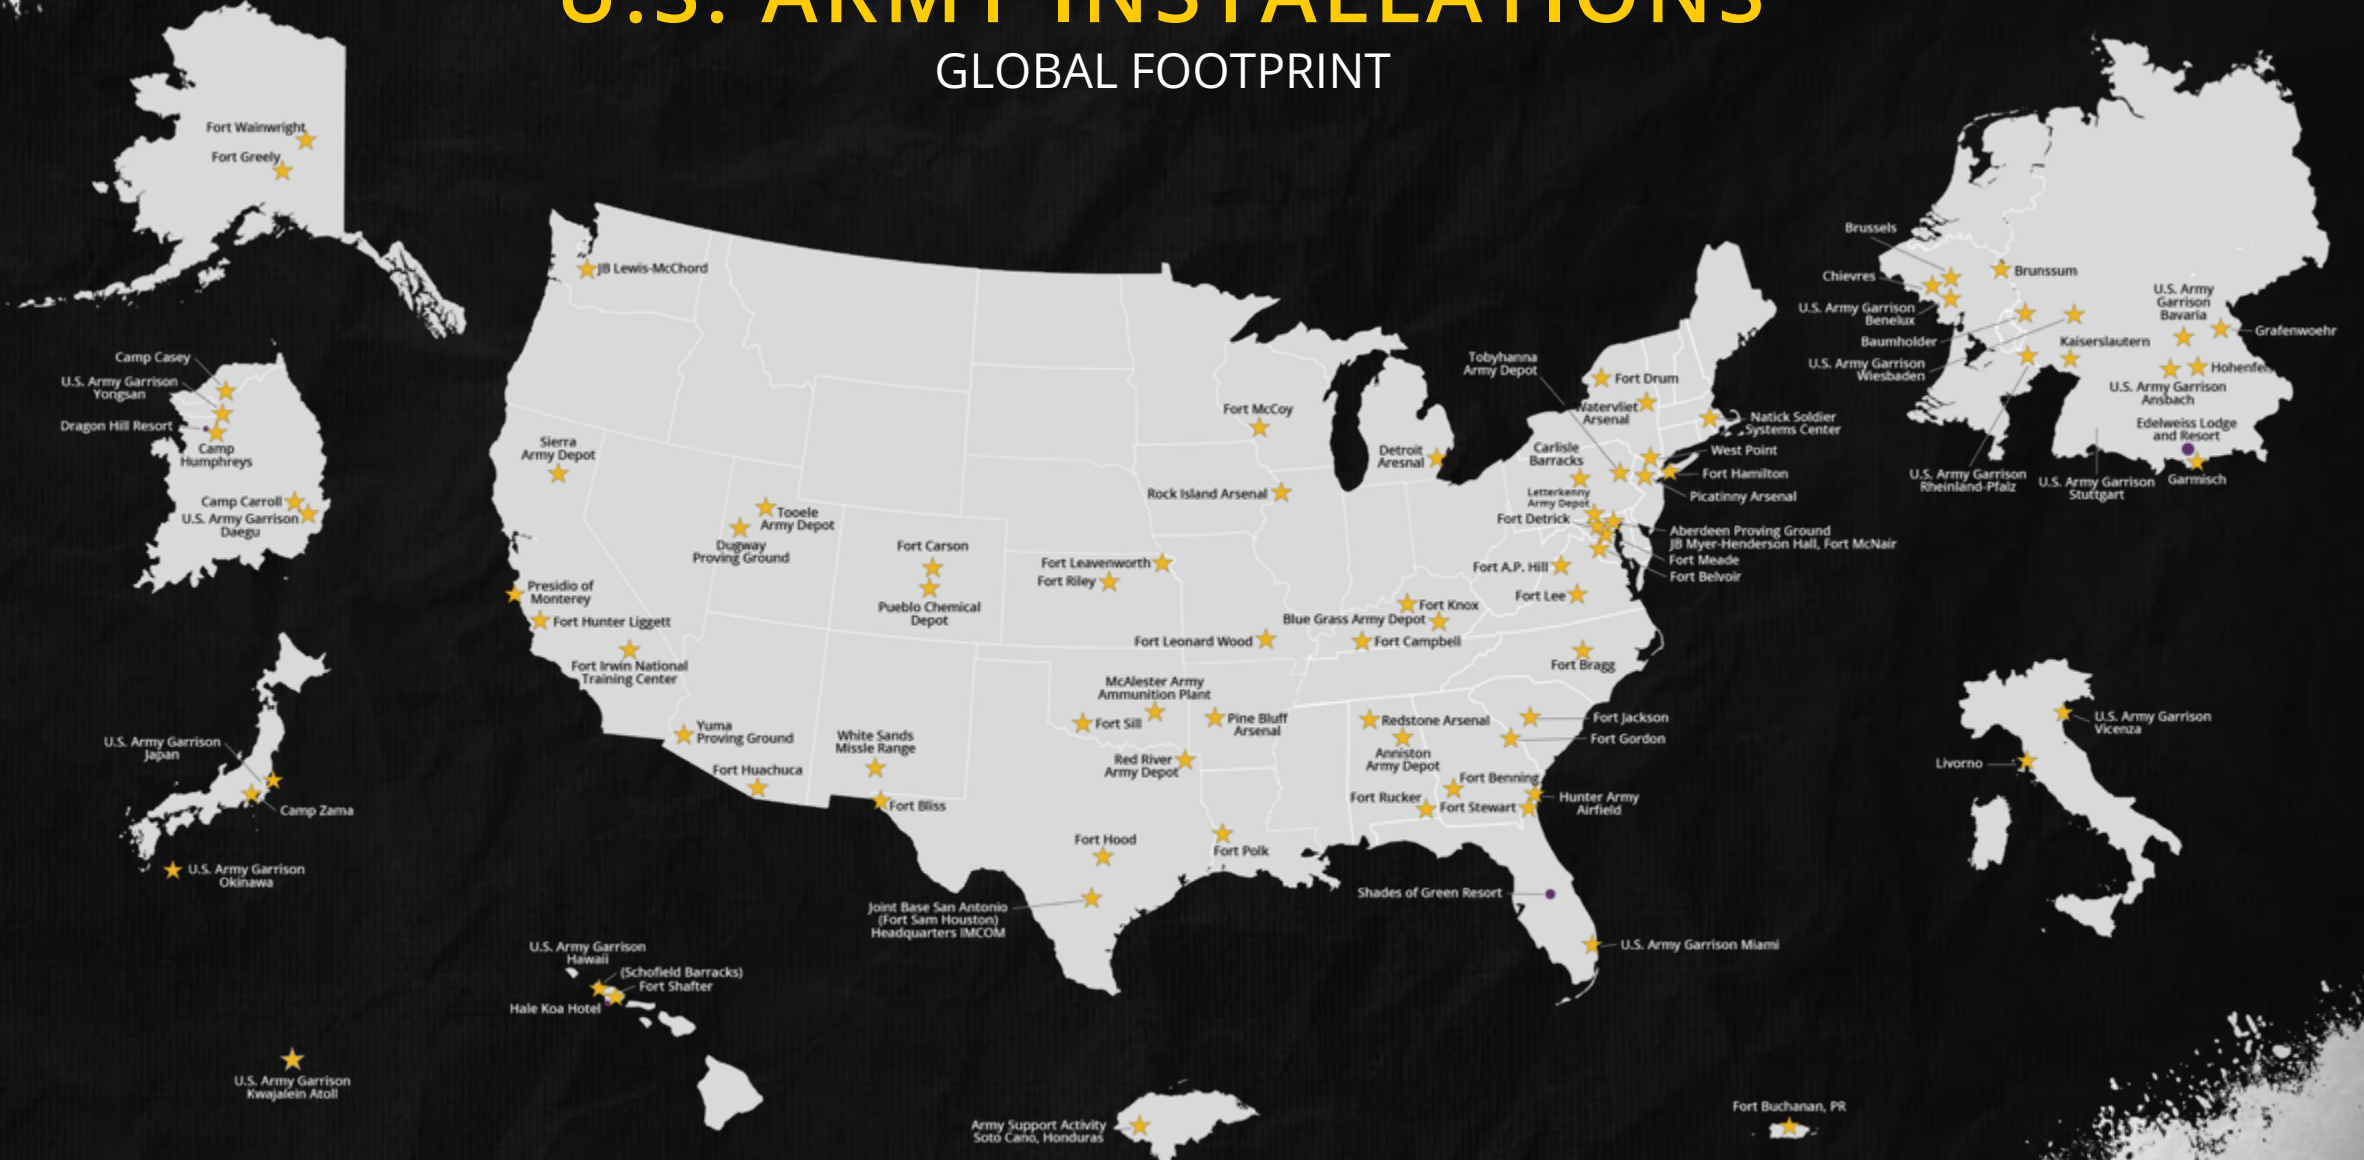 U.S. ARMY INSTALLATIONS
GLOBAL FOOTPRINT
Fort Wainwright
Fort Greely
Camp Casey
U.S. Army Garrison
Yongsan
Dragon Hill Resort
Camp
Humphreys
Camp Carroll
U.S. Army Garrison
Daegu
U.S. Army Garrison
Japan
Camp Zama
U.S. Army Garrison
Okinawa
U.S. Army Garrison
Kwajalein Atoll
U.S. Army Garrison
Hawaii
(Schofield Barracks)
Fort Shafter
Hale Koa Hotel
JB Lewis-McChord
Sierra
Army Depot
Tooele
Army Depot
Dugway
Proving Ground
Presidio of
Monterey
Fort Hunter Liggett
Fort Irwin National
Training Center
Yuma
Proving Ground
Fort Huachuca
White Sands
Missle Range
Fort Bliss
Fort Carson
Pueblo Chemical
Depot
Fort Leavenworth
Fort Riley
Fort Leonard Wood
McAlester Army
Ammunition Plant
Fort Sill
Pine Bluff
Arsenal
Red River
Army Depot
Fort Hood
Fort Polk
Joint Base San Antonio
(Fort Sam Houston)
Headquarters IMCOM
Fort McCoy
Rock Island Arsenal
Detroit
Aresnal
Fort Knox
Blue Grass Army Depot
Fort Campbell
Redstone Arsenal
Anniston
Army Depot
Fort Benning
Fort Rucker
Fort Stewart
Hunter Army
Airfield
Fort Jackson
Fort Gordon
Fort Bragg
Fort Lee
Fort A.P. Hill
Shades of Green Resort
U.S. Army Garrison Miami
Tobyhanna
Army Depot
Fort Drum
Watervliet
Arsenal
Natick Soldier
Systems Center
West Point
Fort Hamilton
Picatinny Arsenal
Carlisle
Barracks
Letterkenny
Army Depot
Fort Detrick
Aberdeen Proving Ground
JB Myer-Henderson Hall, Fort McNair
Fort Meade
Fort Belvoir
Brussels
Chievres
U.S. Army Garrison
Benelux
Brunssum
Baumholder
U.S. Army Garrison
Wiesbaden
Kaiserslautern
U.S. Army
Garrison
Bavaria
Grafenwoehr
Hohenfels
U.S. Army Garrison
Ansbach
Edelweiss Lodge
and Resort
Garmisch
U.S. Army Garrison
Rheinland-Pfalz
U.S. Army Garrison
Stuttgart
U.S. Army Garrison
Vicenza
Livorno
Army Support Activity
Soto Cano, Honduras
Fort Buchanan, PR